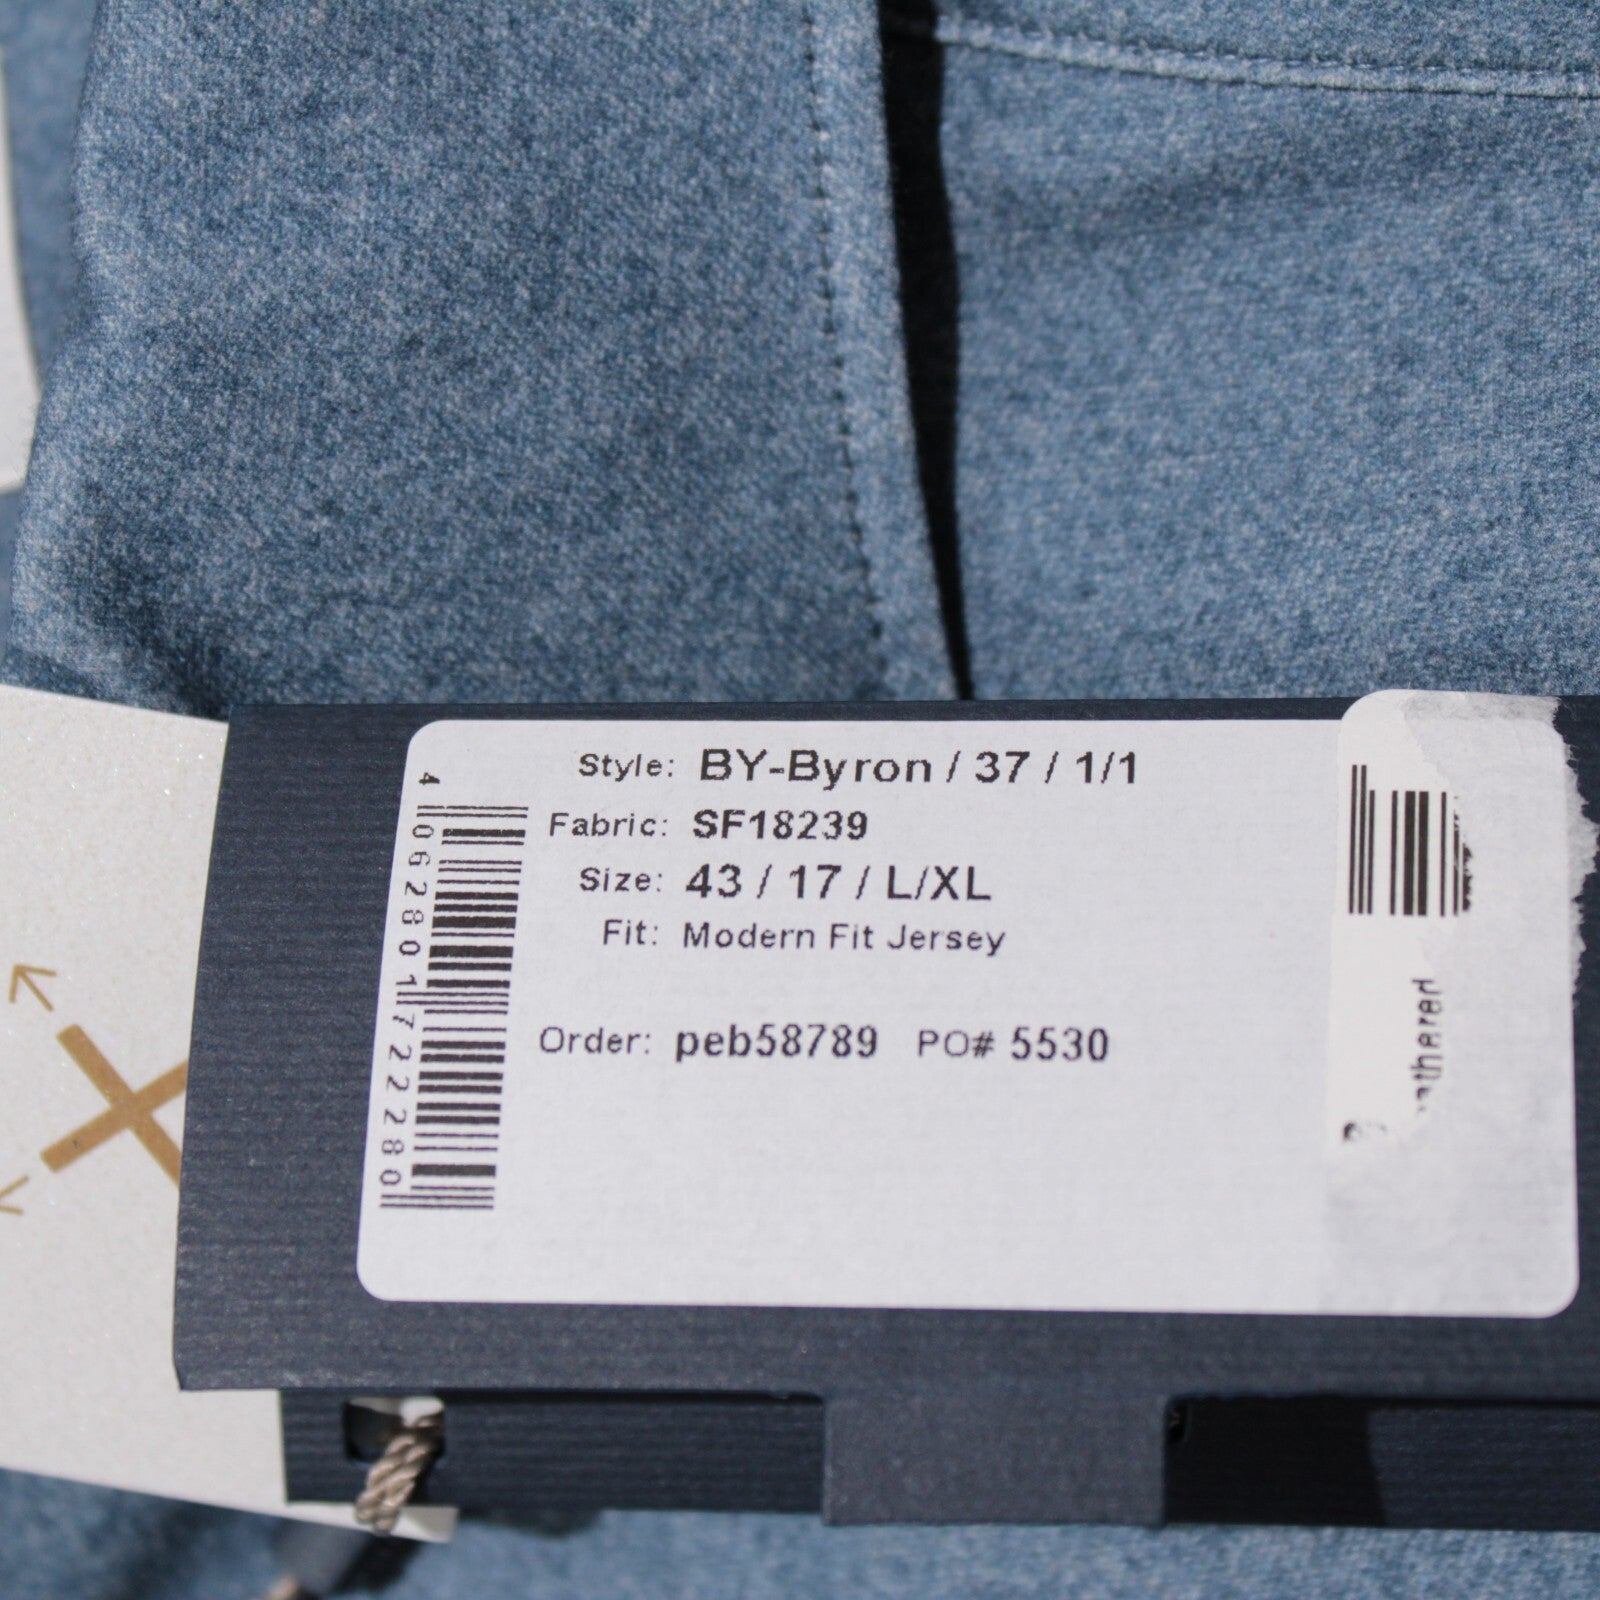 Style: BY-Byron / 37 / 1/1
Fabric: SF18239
Size: 43 / 17 / L/XL
Fit: Modern Fit Jersey
Order: peb58789 PO# 5530
4062801722280